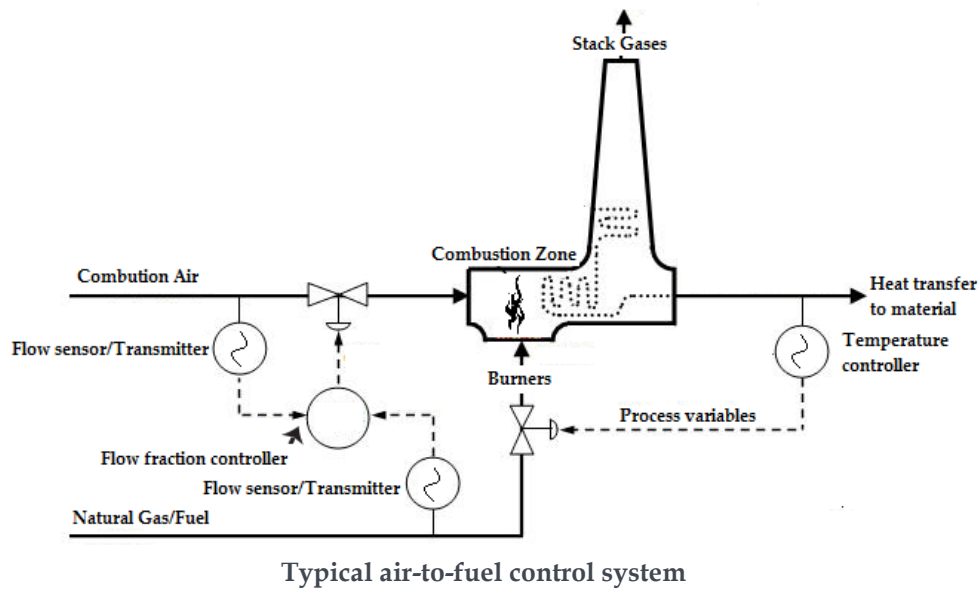 Stack Gases
Combustion Zone
Combution Air
Heat transfer
to material
Flow sensor/Transmitter
Temperature
controller
Burners
Process variables
Flow fraction controller
Flow sensor/Transmitter
Natural Gas/Fuel
Typical air-to-fuel control system